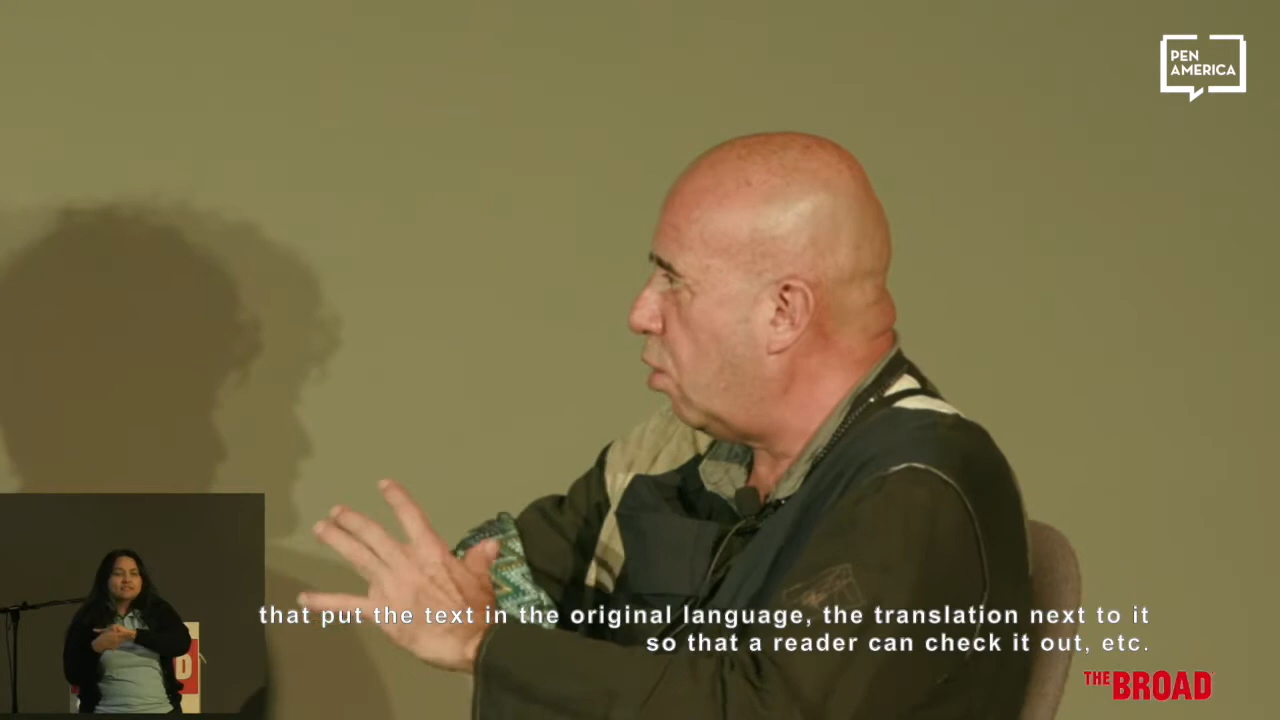 PEN
AMERICA
that put the text in the original language, the translation next to it
so that a reader can check it out, etc.
THE BROAD
D